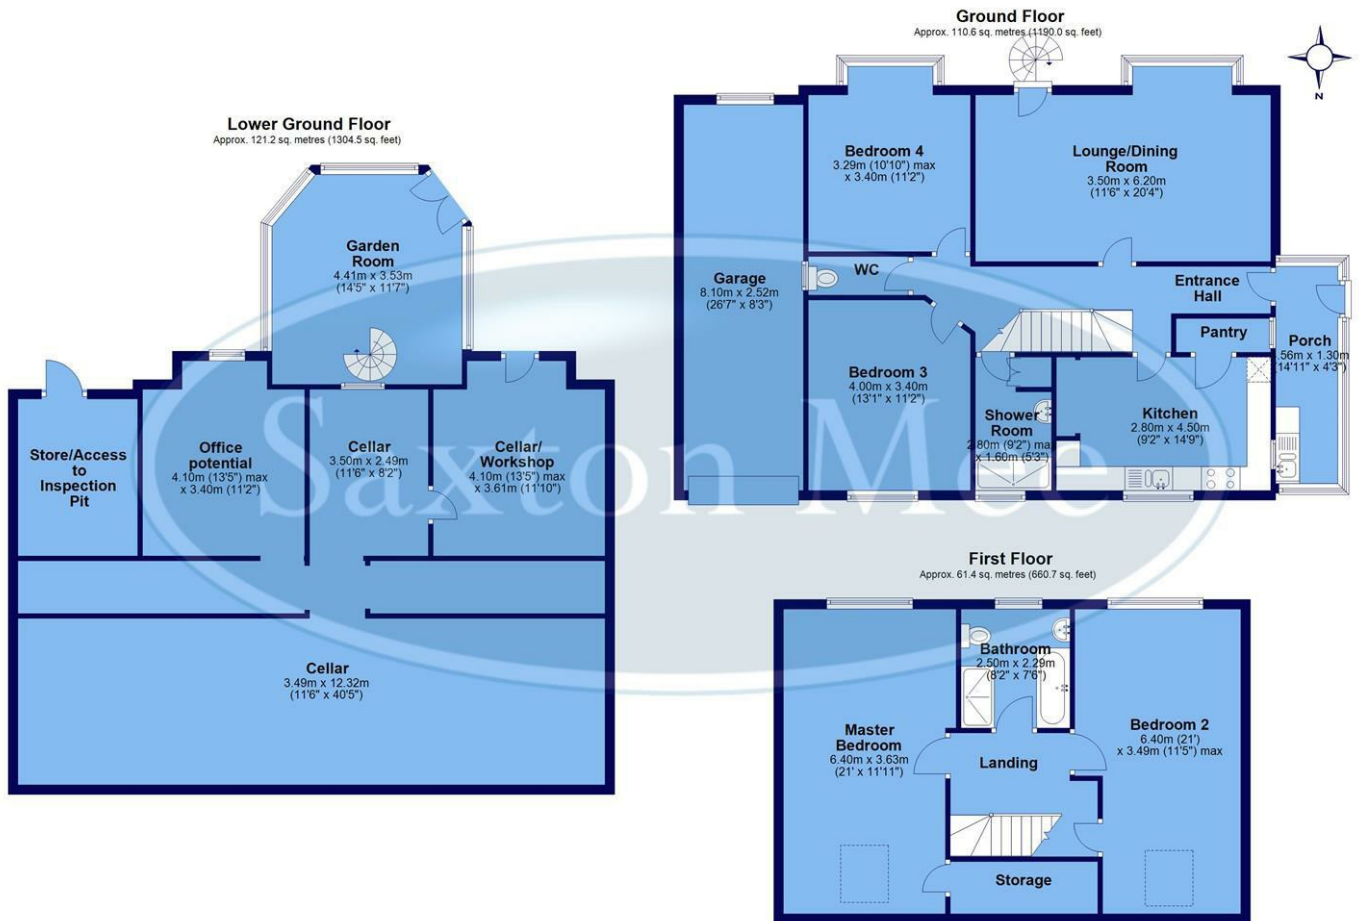 Ground Floor
Approx. 110.6 sq. metres (1190.0 sq. feet)
N
Lower Ground Floor
Approx. 121.2 sq. metres (1304.5 sq. feet)
Garden
Room
4.41m x 3.53m
(14'5" x 11'7")
Store/Access
to
Inspection
Pit
Office
potential
4.10m (13'5") max
x 3.40m (11'2")
Cellar
3.50m x 2.49m
(11'6" x 8'2")
Cellar/
Workshop
4.10m (13'5") max
x 3.61m (11'10")
Cellar
3.49m x 12.32m
(11'6" x 40'5")
Garage
8.10m x 2.52m
(26'7" x 8'3")
Bedroom 4
3.29m (10'10") max
x 3.40m (11'2")
Lounge/Dining
Room
3.50m x 6.20m
(11'6" x 20'4")
WC
Entrance
Hall
Pantry
Porch
.56m x 1.30m
(14'11" x 4'3")
Bedroom 3
4.00m x 3.40m
(13'1" x 11'2")
Shower
Room
2.80m (9'2") max
x 1.60m (5'3")
Kitchen
2.80m x 4.50m
(9'2" x 14'9")
Saxton Mee
First Floor
Approx. 61.4 sq. metres (660.7 sq. feet)
Bathroom
2.50m x 2.29m
(8'2" x 7'6")
Master
Bedroom
6.40m x 3.63m
(21' x 11'11")
Landing
Bedroom 2
6.40m (21')
x 3.49m (11'5") max
Storage